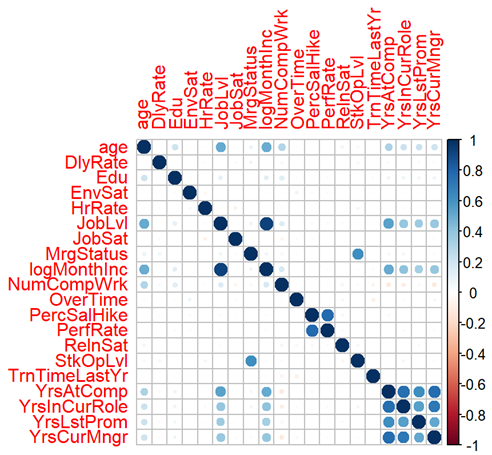 age
DlyRate
Edu
EnvSat
HrRate
JobLvl
JobSat
MrgStatus
logMonthInc
NumCompWrk
OverTime
PercSalHike
PerfRate
RelnSat
StkOpLvl
TrnTimeLastYr
YrsAtComp
YrsInCurRole
YrsLstProm
YrsCurMngr
age
DlyRate
Edu
EnvSat
HrRate
JobLvl
JobSat
MrgStatus
logMonthInc
NumCompWrk
OverTime
PercSalHike
PerfRate
RelnSat
StkOpLvl
TrnTimeLastYr
YrsAtComp
YrsInCurRole
YrsLstProm
YrsCurMngr
1
0.8
0.6
0.4
0.2
0
-0.2
-0.4
-0.6
-0.8
-1